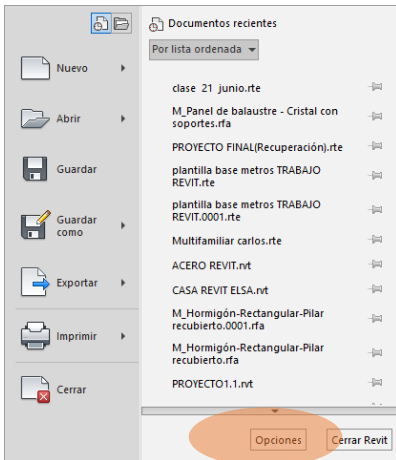 Documentos recientes
Por lista ordenada
Nuevo
Abrir
Guardar
Guardar
como
Exportar
Imprimir
Cerrar
clase 21 junio.rte
M_Panel de balaustre - Cristal con
soportes.rfa
PROYECTO FINAL(Recuperación).rte
plantilla base metros TRABAJO
REVIT.rte
plantilla base metros TRABAJO
REVIT.0001.rte
Multifamiliar carlos.rte
ACERO REVIT.rvt
CASA REVIT ELSA.rvt
M_Hormigón-Rectangular-Pilar
recubierto.0001.rfa
M_Hormigón-Rectangular-Pilar
recubierto.rfa
PROYECTO1.1.rvt
Opciones
Cerrar Revit